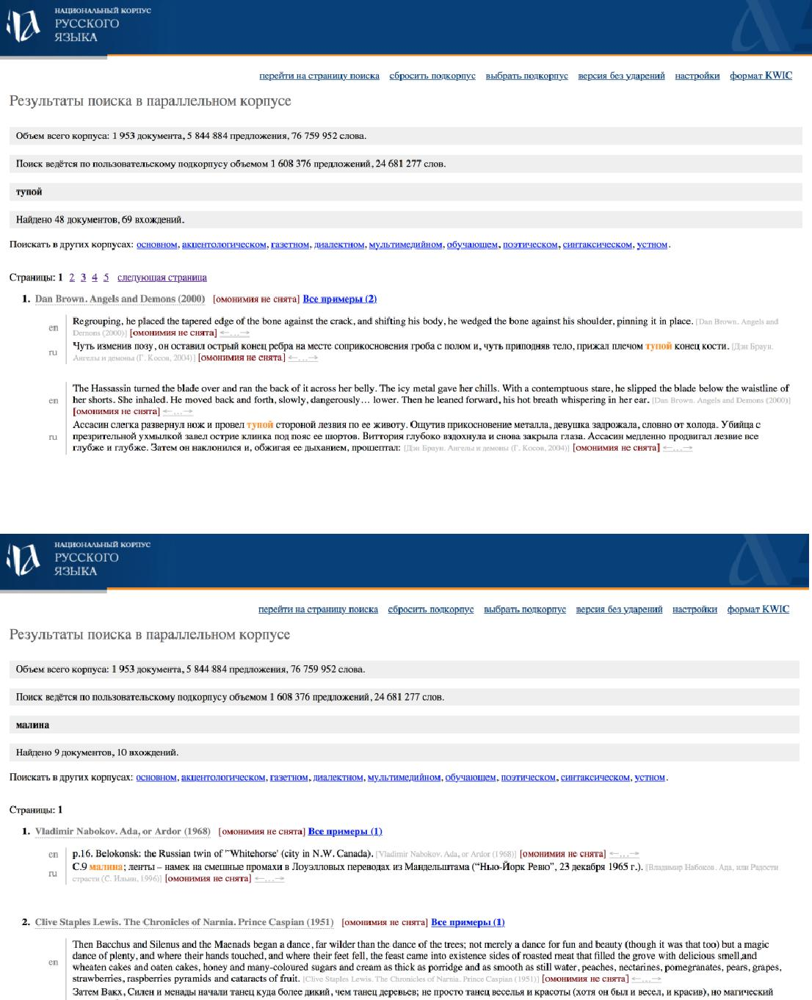 НАЦИОНАЛЬНЫЙ КОРПУС
РУССКОГО
ЯЗЫКА
перейти на страницу поиска сбросить подкорпус выбрать подкорпус версия без ударений настройки формат KWIC
Результаты поиска в параллельном корпусе
Объем всего корпуса: 1 953 документа, 5 844 884 предложения, 76 759 952 слова.
Поиск ведётся по пользовательскому подкорпусу объемом 1 608 376 предложений, 24 681 277 слов.
тупой
Найдено 48 документов, 69 вхождений.
Поискать в других корпусах: основном, акцентологическом, газетном, диалектном, мультимедийном, обучающем, поэтическом, синтаксическом, устном.
Страницы: 1 2 3 4 5 следующая страница
1. Dan Brown. Angels and Demons (2000) [омонимия не снята] Все примеры (2)
en Regrouping, he placed the tapered edge of the bone against the crack, and shifting his body, he wedged the bone against his shoulder, pinning it in place. [Dan Brown. Angels and
Demons (2000)] [омонимия не снята] ←…→
ru Чуть изменив позу, он оставил острый конец ребра на месте соприкосновения гроба с полом и, чуть приподняв тело, прижал плечом тупой конец кости. [Дэн Браун.
Ангелы и демоны (Г. Косов, 2004)] [омонимия не снята] ←…→
The Hassassin turned the blade over and ran the back of it across her belly. The icy metal gave her chills. With a contemptuous stare, he slipped the blade below the waistline of
en her shorts. She inhaled. He moved back and forth, slowly, dangerously… lower. Then he leaned forward, his hot breath whispering in her ear. [Dan Brown. Angels and Demons (2000)]
[омонимия не снята] ←…→
Ассасин слегка развернул нож и провел тупой стороной лезвия по ее животу. Ощутив прикосновение металла, девушка задрожала, словно от холода. Убийца с
ru презрительной ухмылкой завел острие клинка под пояс ее шортов. Виттория глубоко вздохнула и снова закрыла глаза. Ассасин медленно продвигал лезвие все
глубже и глубже. Затем он наклонился и, обжигая ее дыханием, прошептал: [Дэн Браун. Ангелы и демоны (Г. Косов, 2004)] [омонимия не снята] ←…→
НАЦИОНАЛЬНЫЙ КОРПУС
РУССКОГО
ЯЗЫКА
перейти на страницу поиска сбросить подкорпус выбрать подкорпус версия без ударений настройки формат KWIC
Результаты поиска в параллельном корпусе
Объем всего корпуса: 1 953 документа, 5 844 884 предложения, 76 759 952 слова.
Поиск ведётся по пользовательскому подкорпусу объемом 1 608 376 предложений, 24 681 277 слов.
малина
Найдено 9 документов, 10 вхождений.
Поискать в других корпусах: основном, акцентологическом, газетном, диалектном, мультимедийном, обучающем, поэтическом, синтаксическом, устном.
Страницы: 1
1. Vladimir Nabokov. Ada, or Ardor (1968) [омонимия не снята] Все примеры (1)
en p.16. Belokonsk: the Russian twin of "'Whitehorse' (city in N.W. Canada). [Vladimir Nabokov. Ada, or Ardor (1968)] [омонимия не снята] ←…→
ru С.9 малина; ленты – намек на смешные промахи в Лоуэлловых переводах из Мандельштама (“Нью-Йорк Ревю”, 23 декабря 1965 г.). [Владимир Набоков. Ада, или Радости
страсти (С. Ильин, 1996)] [омонимия не снята] ←…→
2. Clive Staples Lewis. The Chronicles of Narnia. Prince Caspian (1951) [омонимия не снята] Все примеры (1)
Then Bacchus and Silenus and the Maenads began a dance, far wilder than the dance of the trees; not merely a dance for fun and beauty (though it was that too) but a magic
en dance of plenty, and where their hands touched, and where their feet fell, the feast came into existence sides of roasted meat that filled the grove with delicious smell,and
wheaten cakes and oaten cakes, honey and many-coloured sugars and cream as thick as porridge and as smooth as still water, peaches, nectarines, pomegranates, pears, grapes,
strawberries, raspberries pyramids and cataracts of fruit. [Clive Staples Lewis. The Chronicles of Narnia. Prince Caspian (1951)] [омонимия не снята] ←…→
Затем Вакх, Силен и менады начали танец куда более дикий, чем танец деревьев; не просто танец веселья и красоты (хотя он был и весел, и красив), но магический